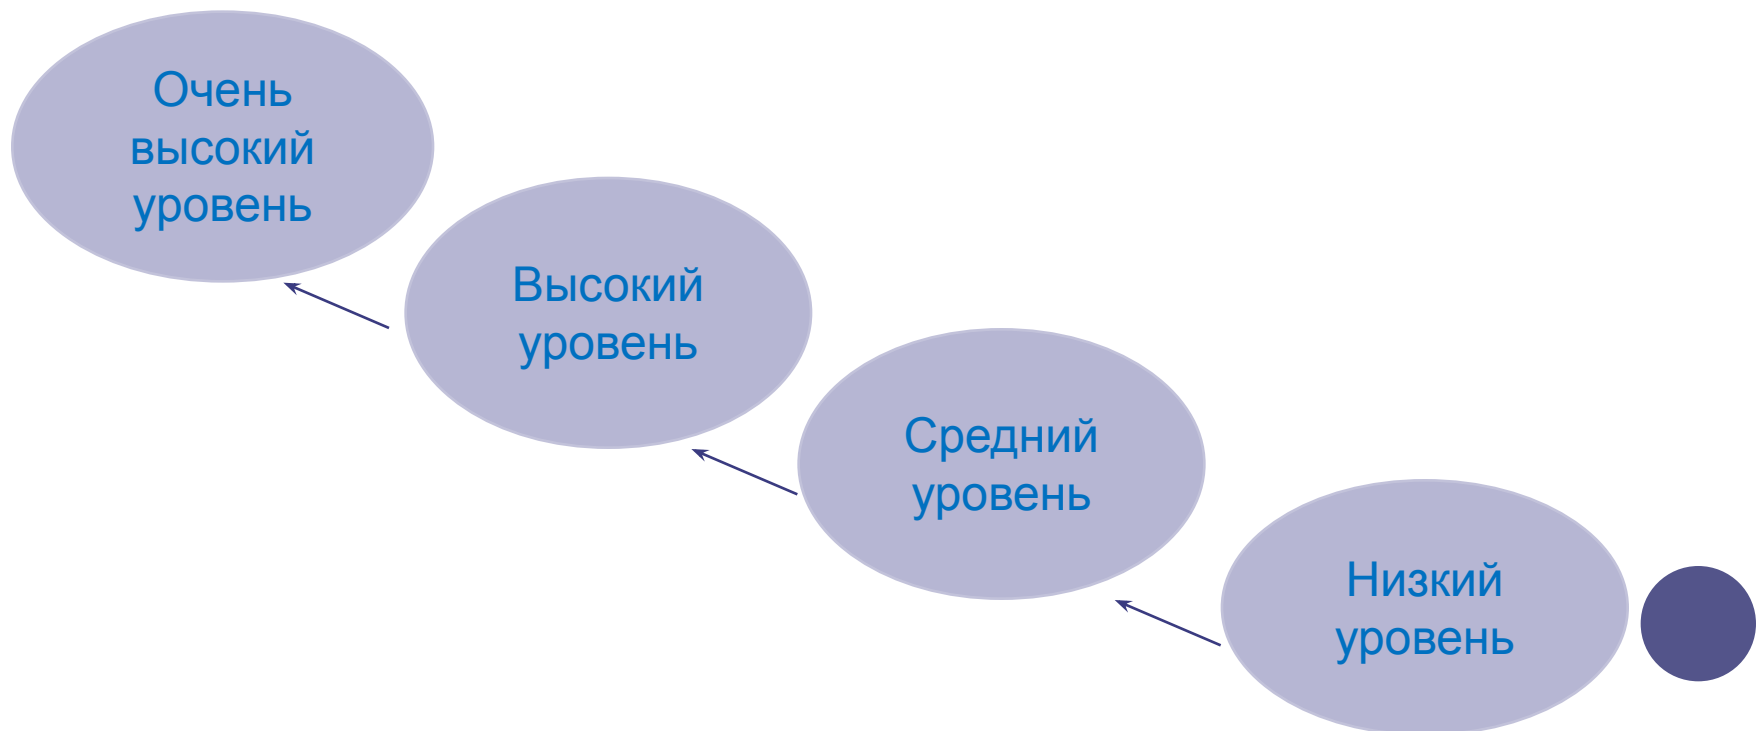 Очень
высокий
уровень
Высокий
уровень
Средний
уровень
Низкий
уровень